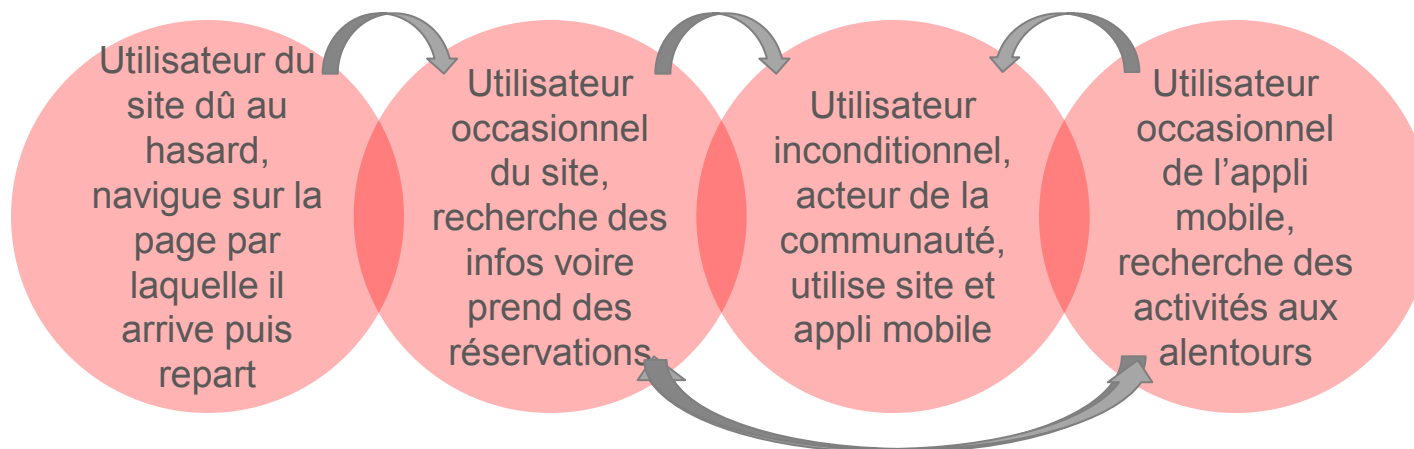 Utilisateur du
site dû au
hasard,
navigue sur la
page par
laquelle il
arrive puis
repart
Utilisateur
occasionnel
du site,
recherche des
infos voire
prend des
réservations
Utilisateur
inconditionnel,
acteur de la
communauté,
utilise site et
appli mobile
Utilisateur
occasionnel
de l’appli
mobile,
recherche des
activités aux
alentours